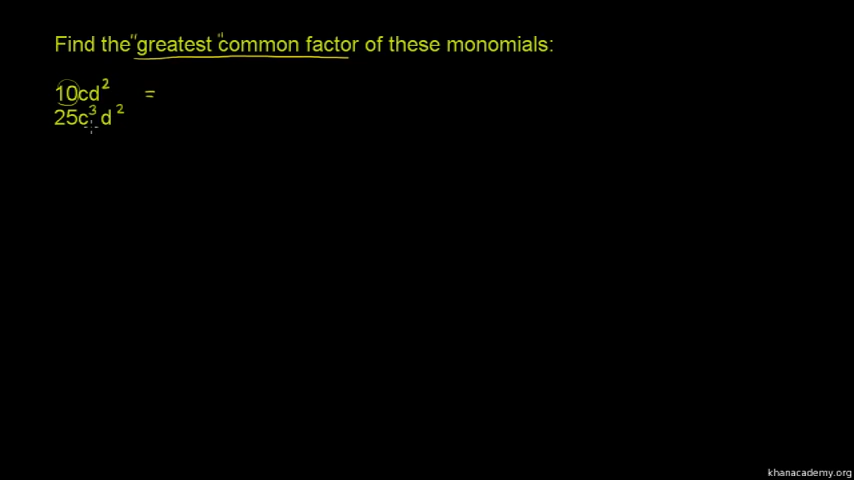 Find the "greatest" common factor of these monomials:
10cd² =
25c³d²
khanacademy.org